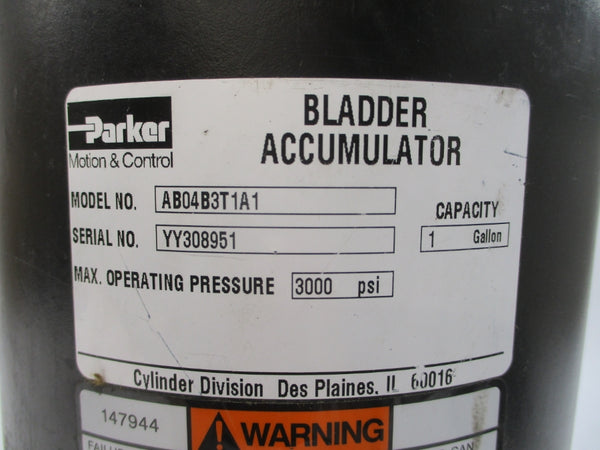 Parker
Motion & Control
BLADDER
ACCUMULATOR
MODEL NO. AB04B3T1A1
CAPACITY
SERIAL NO. YY308951
1 Gallon
MAX. OPERATING PRESSURE 3000 psi
Cylinder Division Des Plaines, IL 60016
147944
WARNING